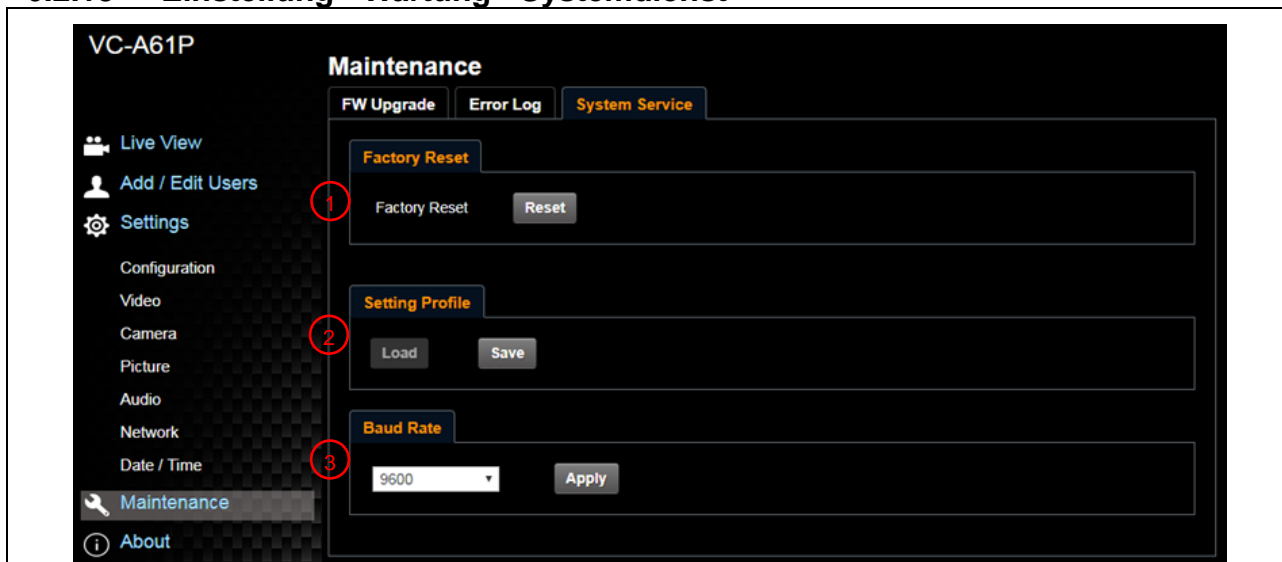 VC-A61P
Maintenance
FW Upgrade Error Log System Service
Live View
Add / Edit Users
Settings
Configuration
Video
Camera
Picture
Audio
Network
Date / Time
Maintenance
About
Factory Reset
1 Factory Reset Reset
Setting Profile
2 Load Save
Baud Rate
3 9600 Apply